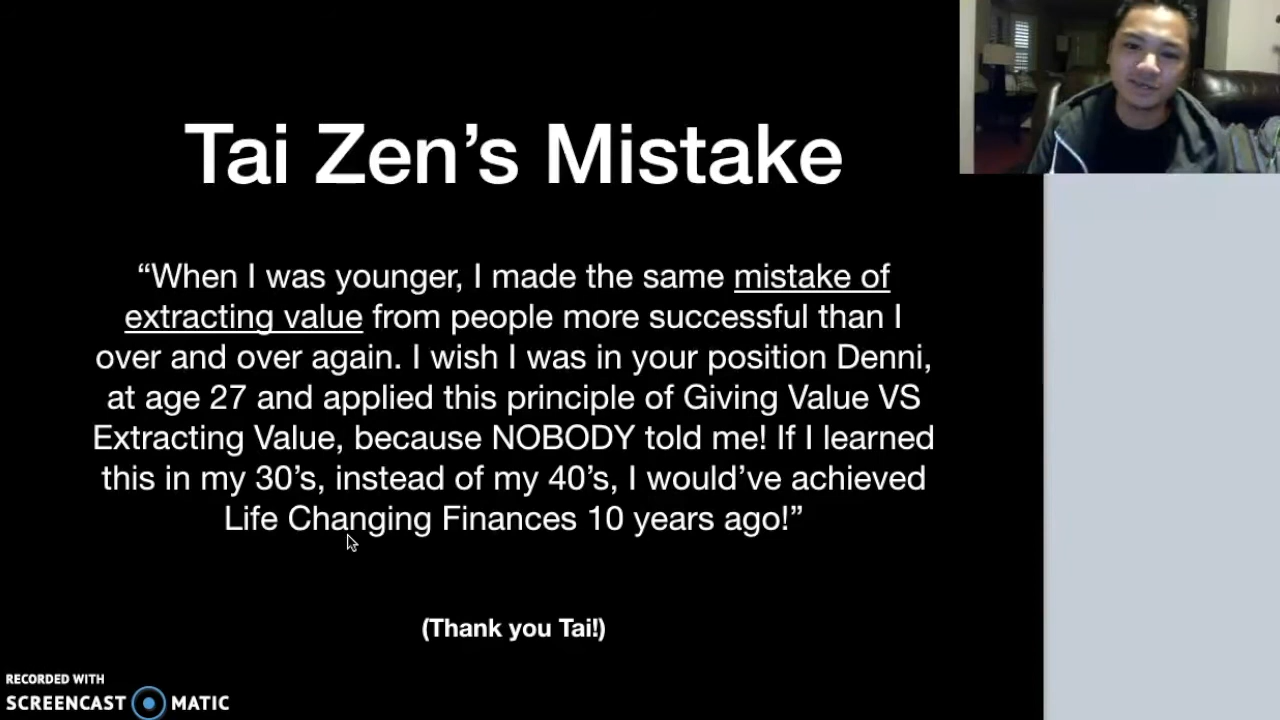 Tai Zen’s Mistake
“When I was younger, I made the same mistake of
extracting value from people more successful than I
over and over again. I wish I was in your position Denni,
at age 27 and applied this principle of Giving Value VS
Extracting Value, because NOBODY told me! If I learned
this in my 30’s, instead of my 40’s, I would’ve achieved
Life Changing Finances 10 years ago!”
(Thank you Tai!)
RECORDED WITH
SCREENCAST MATIC